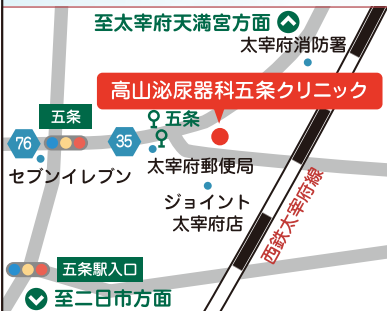 至太宰府天満宮方面
太宰府消防署
高山泌尿器科五条クリニック
五条
五条
76
35
セブンイレブン
太宰府郵便局
ジョイント
太宰府店
西鉄太宰府線
五条駅入口
至二日市方面